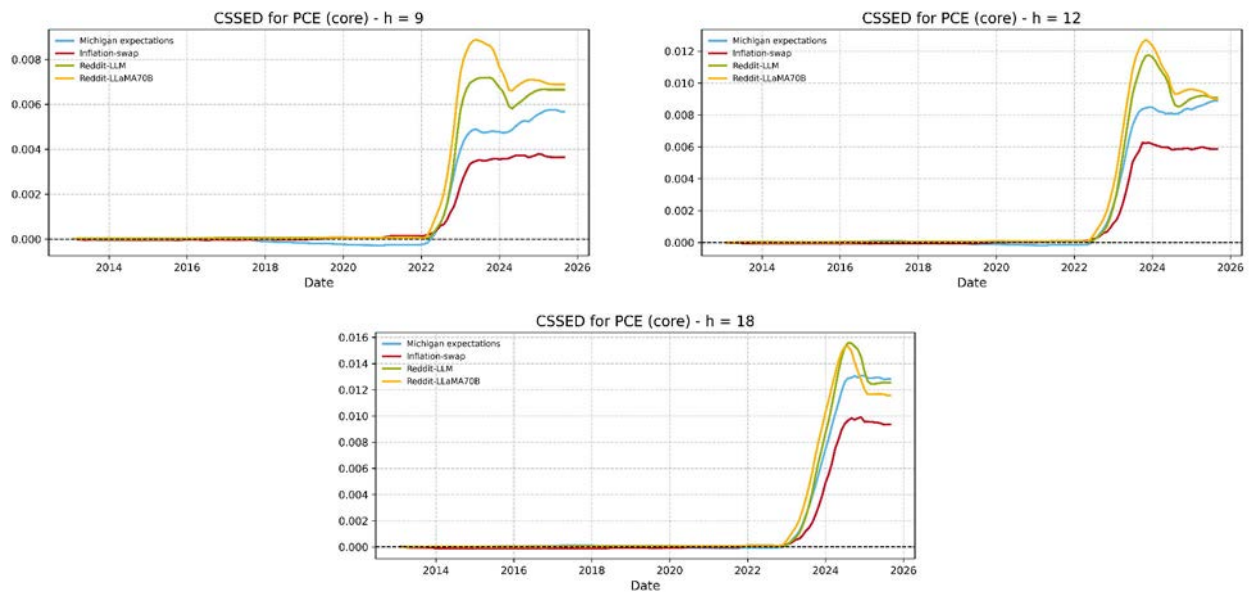 CSSED for PCE (core) - h = 9
Michigan expectations
Inflation-swap
Reddit-LLM
Reddit-LLaMA70B
0.008
0.006
0.004
0.002
0.000
2014 2016 2018 2020 2022 2024 2026
Date
CSSED for PCE (core) - h = 12
Michigan expectations
Inflation-swap
Reddit-LLM
Reddit-LLaMA70B
0.012
0.010
0.008
0.006
0.004
0.002
0.000
2014 2016 2018 2020 2022 2024 2026
Date
CSSED for PCE (core) - h = 18
Michigan expectations
Inflation-swap
Reddit-LLM
Reddit-LLaMA70B
0.016
0.014
0.012
0.010
0.008
0.006
0.004
0.002
0.000
2014 2016 2018 2020 2022 2024 2026
Date